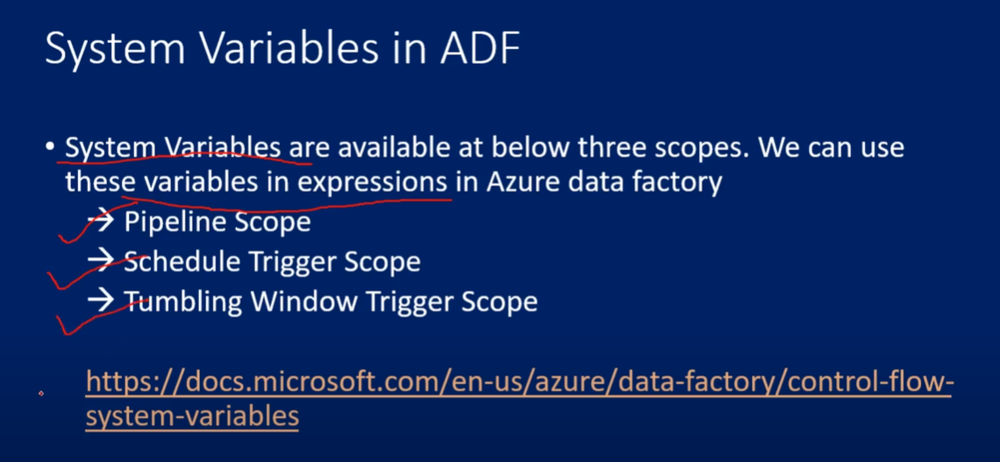 System Variables in ADF
• System Variables are available at below three scopes. We can use
these variables in expressions in Azure data factory
→ Pipeline Scope
→ Schedule Trigger Scope
→ Tumbling Window Trigger Scope
https://docs.microsoft.com/en-us/azure/data-factory/control-flow-
system-variables